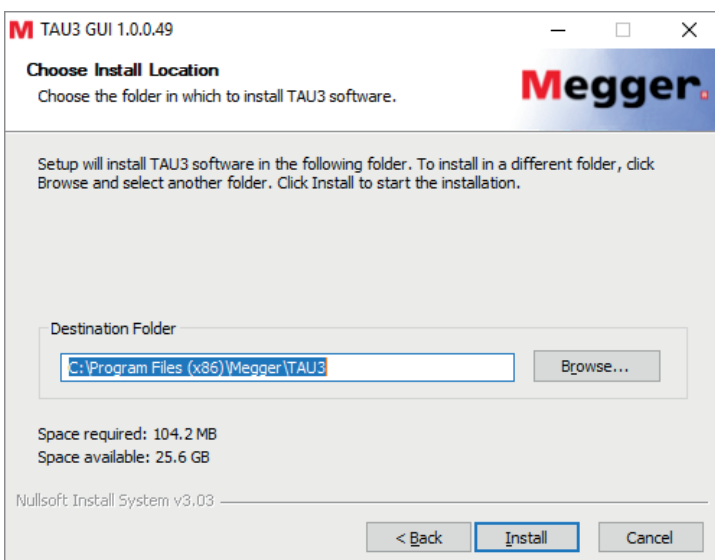 M TAU3 GUI 1.0.0.49
Choose Install Location
Choose the folder in which to install TAU3 software.
Megger.
Setup will install TAU3 software in the following folder. To install in a different folder, click
Browse and select another folder. Click Install to start the installation.
Destination Folder
C:\Program Files (x86)\Megger\TAU3
Browse...
Space required: 104.2 MB
Space available: 25.6 GB
Nullsoft Install System v3.03
< Back Install Cancel